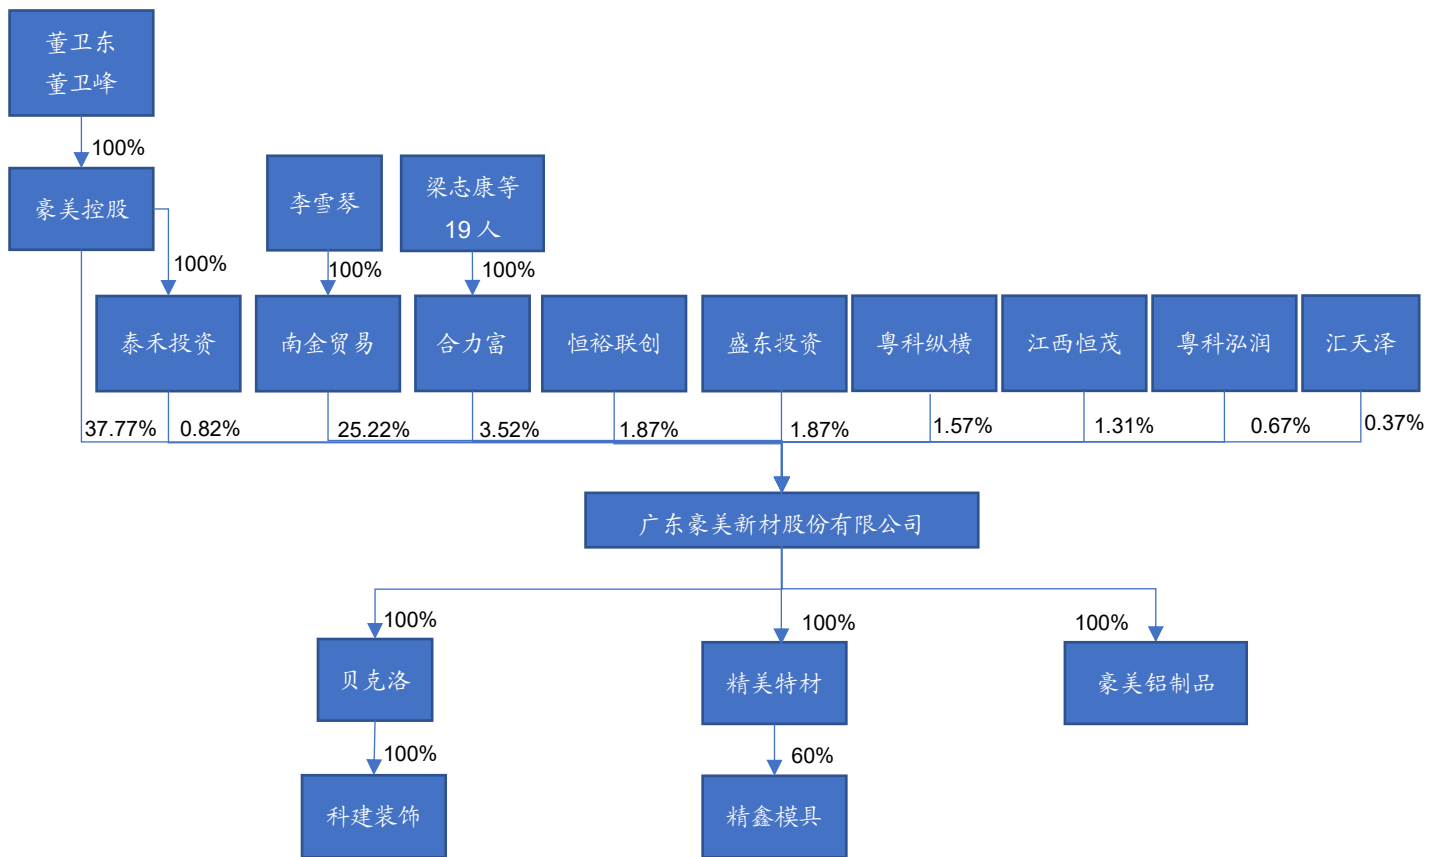 董卫东
董卫峰
100%
豪美控股
李雪琴
梁志康等
19人
100%
100%
100%
泰禾投资
南金贸易
合力富
恒裕联创
盛东投资
粤科纵横
江西恒茂
粤科泓润
汇天泽
37.77%
0.82%
25.22%
3.52%
1.87%
1.87%
1.57%
1.31%
0.67%
0.37%
广东豪美新材股份有限公司
100%
100%
100%
贝克洛
精美特材
豪美铝制品
100%
60%
科建装饰
精鑫模具